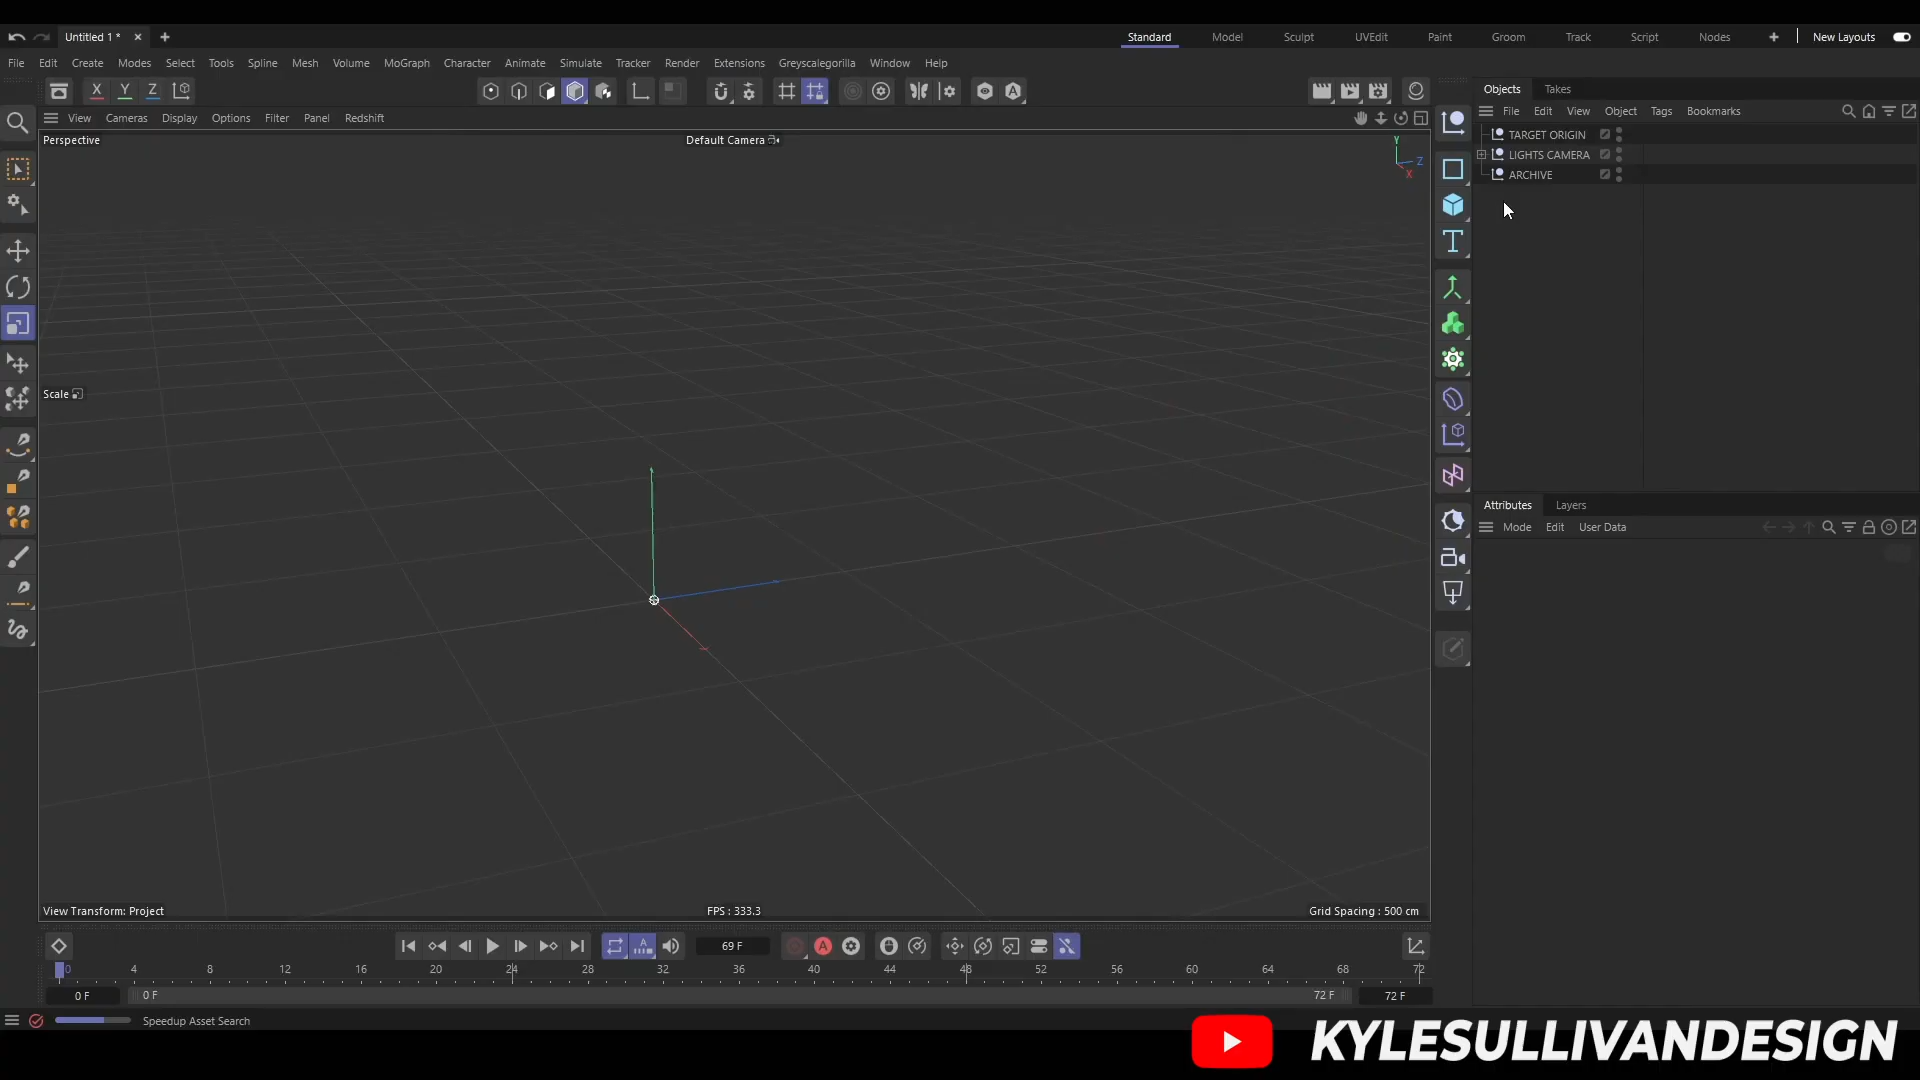 Untitled 1 *
Standard Model Sculpt UVEdit Paint Groom Track Script Nodes New Layouts
File Edit Create Modes Select Tools Spline Mesh Volume MoGraph Character Animate Simulate Tracker Render Extensions Greyscalegorilla Window Help
X Y Z
Objects Takes
File Edit View Object Tags Bookmarks
View Cameras Display Options Filter Panel Redshift
Perspective
Default Camera
Y
Z
X
TARGET ORIGIN
LIGHTS CAMERA
ARCHIVE
Scale
Attributes Layers
Mode Edit User Data
View Transform: Project
FPS : 333.3
Grid Spacing : 500 cm
69 F
0 4 8 12 16 20 24 28 32 36 40 44 48 52 56 60 64 68 72
0 F 0 F 72 F 72 F
Speedup Asset Search
KYLESULLIVANDESIGN